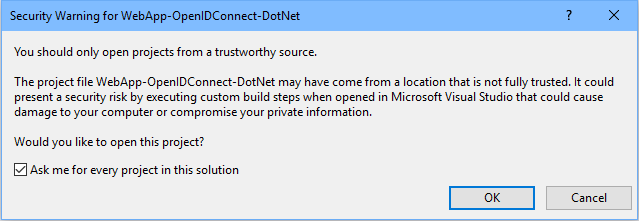 Security Warning for WebApp-OpenIDConnect-DotNet
You should only open projects from a trustworthy source.
The project file WebApp-OpenIDConnect-DotNet may have come from a location that is not fully trusted. It could
present a security risk by executing custom build steps when opened in Microsoft Visual Studio that could cause
damage to your computer or compromise your private information.
Would you like to open this project?
Ask me for every project in this solution
OK Cancel